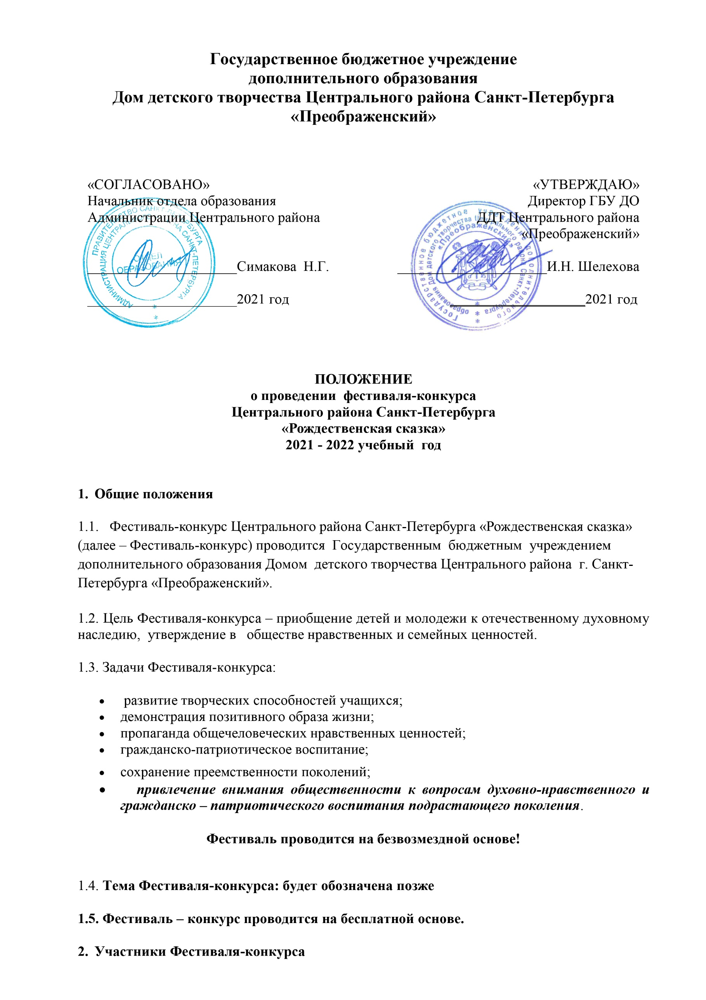 Государственное бюджетное учреждение
дополнительного образования
Дом детского творчества Центрального района Санкт-Петербурга
«Преображенский»
«СОГЛАСОВАНО»
Начальник отдела образования
Администрации Центрального района
Симакова Н.Г.
2021 год
ПРАВИТЕЛЬСТВО САНКТ-ПЕТЕРБУРГА
АДМИНИСТРАЦИЯ ЦЕНТРАЛЬНОГО НА САНКТ-ПЕТЕРБУРГА
ОТДЕЛ
ОБРАЗОВАНИЯ
«УТВЕРЖДАЮ»
Директор ГБУ ДО
ДДТ Центрального района
«Преображенский»
И.Н. Шелехова
2021 год
Государственное бюджетное учреждение дополнительного
образования Дом детского творчества Центрального района Санкт-Петербурга
«Преображенский»
ПОЛОЖЕНИЕ
о проведении фестиваля-конкурса
Центрального района Санкт-Петербурга
«Рождественская сказка»
2021 - 2022 учебный год
1. Общие положения
1.1. Фестиваль-конкурс Центрального района Санкт-Петербурга «Рождественская сказка»
(далее – Фестиваль-конкурс) проводится Государственным бюджетным учреждением
дополнительного образования Домом детского творчества Центрального района г. Санкт-
Петербурга «Преображенский».
1.2. Цель Фестиваля-конкурса – приобщение детей и молодежи к отечественному духовному
наследию, утверждение в обществе нравственных и семейных ценностей.
1.3. Задачи Фестиваля-конкурса:
• развитие творческих способностей учащихся;
• демонстрация позитивного образа жизни;
• пропаганда общечеловеческих нравственных ценностей;
• гражданско-патриотическое воспитание;
• сохранение преемственности поколений;
• привлечение внимания общественности к вопросам духовно-нравственного и
гражданско – патриотического воспитания подрастающего поколения.
Фестиваль проводится на безвозмездной основе!
1.4. Тема Фестиваля-конкурса: будет обозначена позже
1.5. Фестиваль – конкурс проводится на бесплатной основе.
2. Участники Фестиваля-конкурса